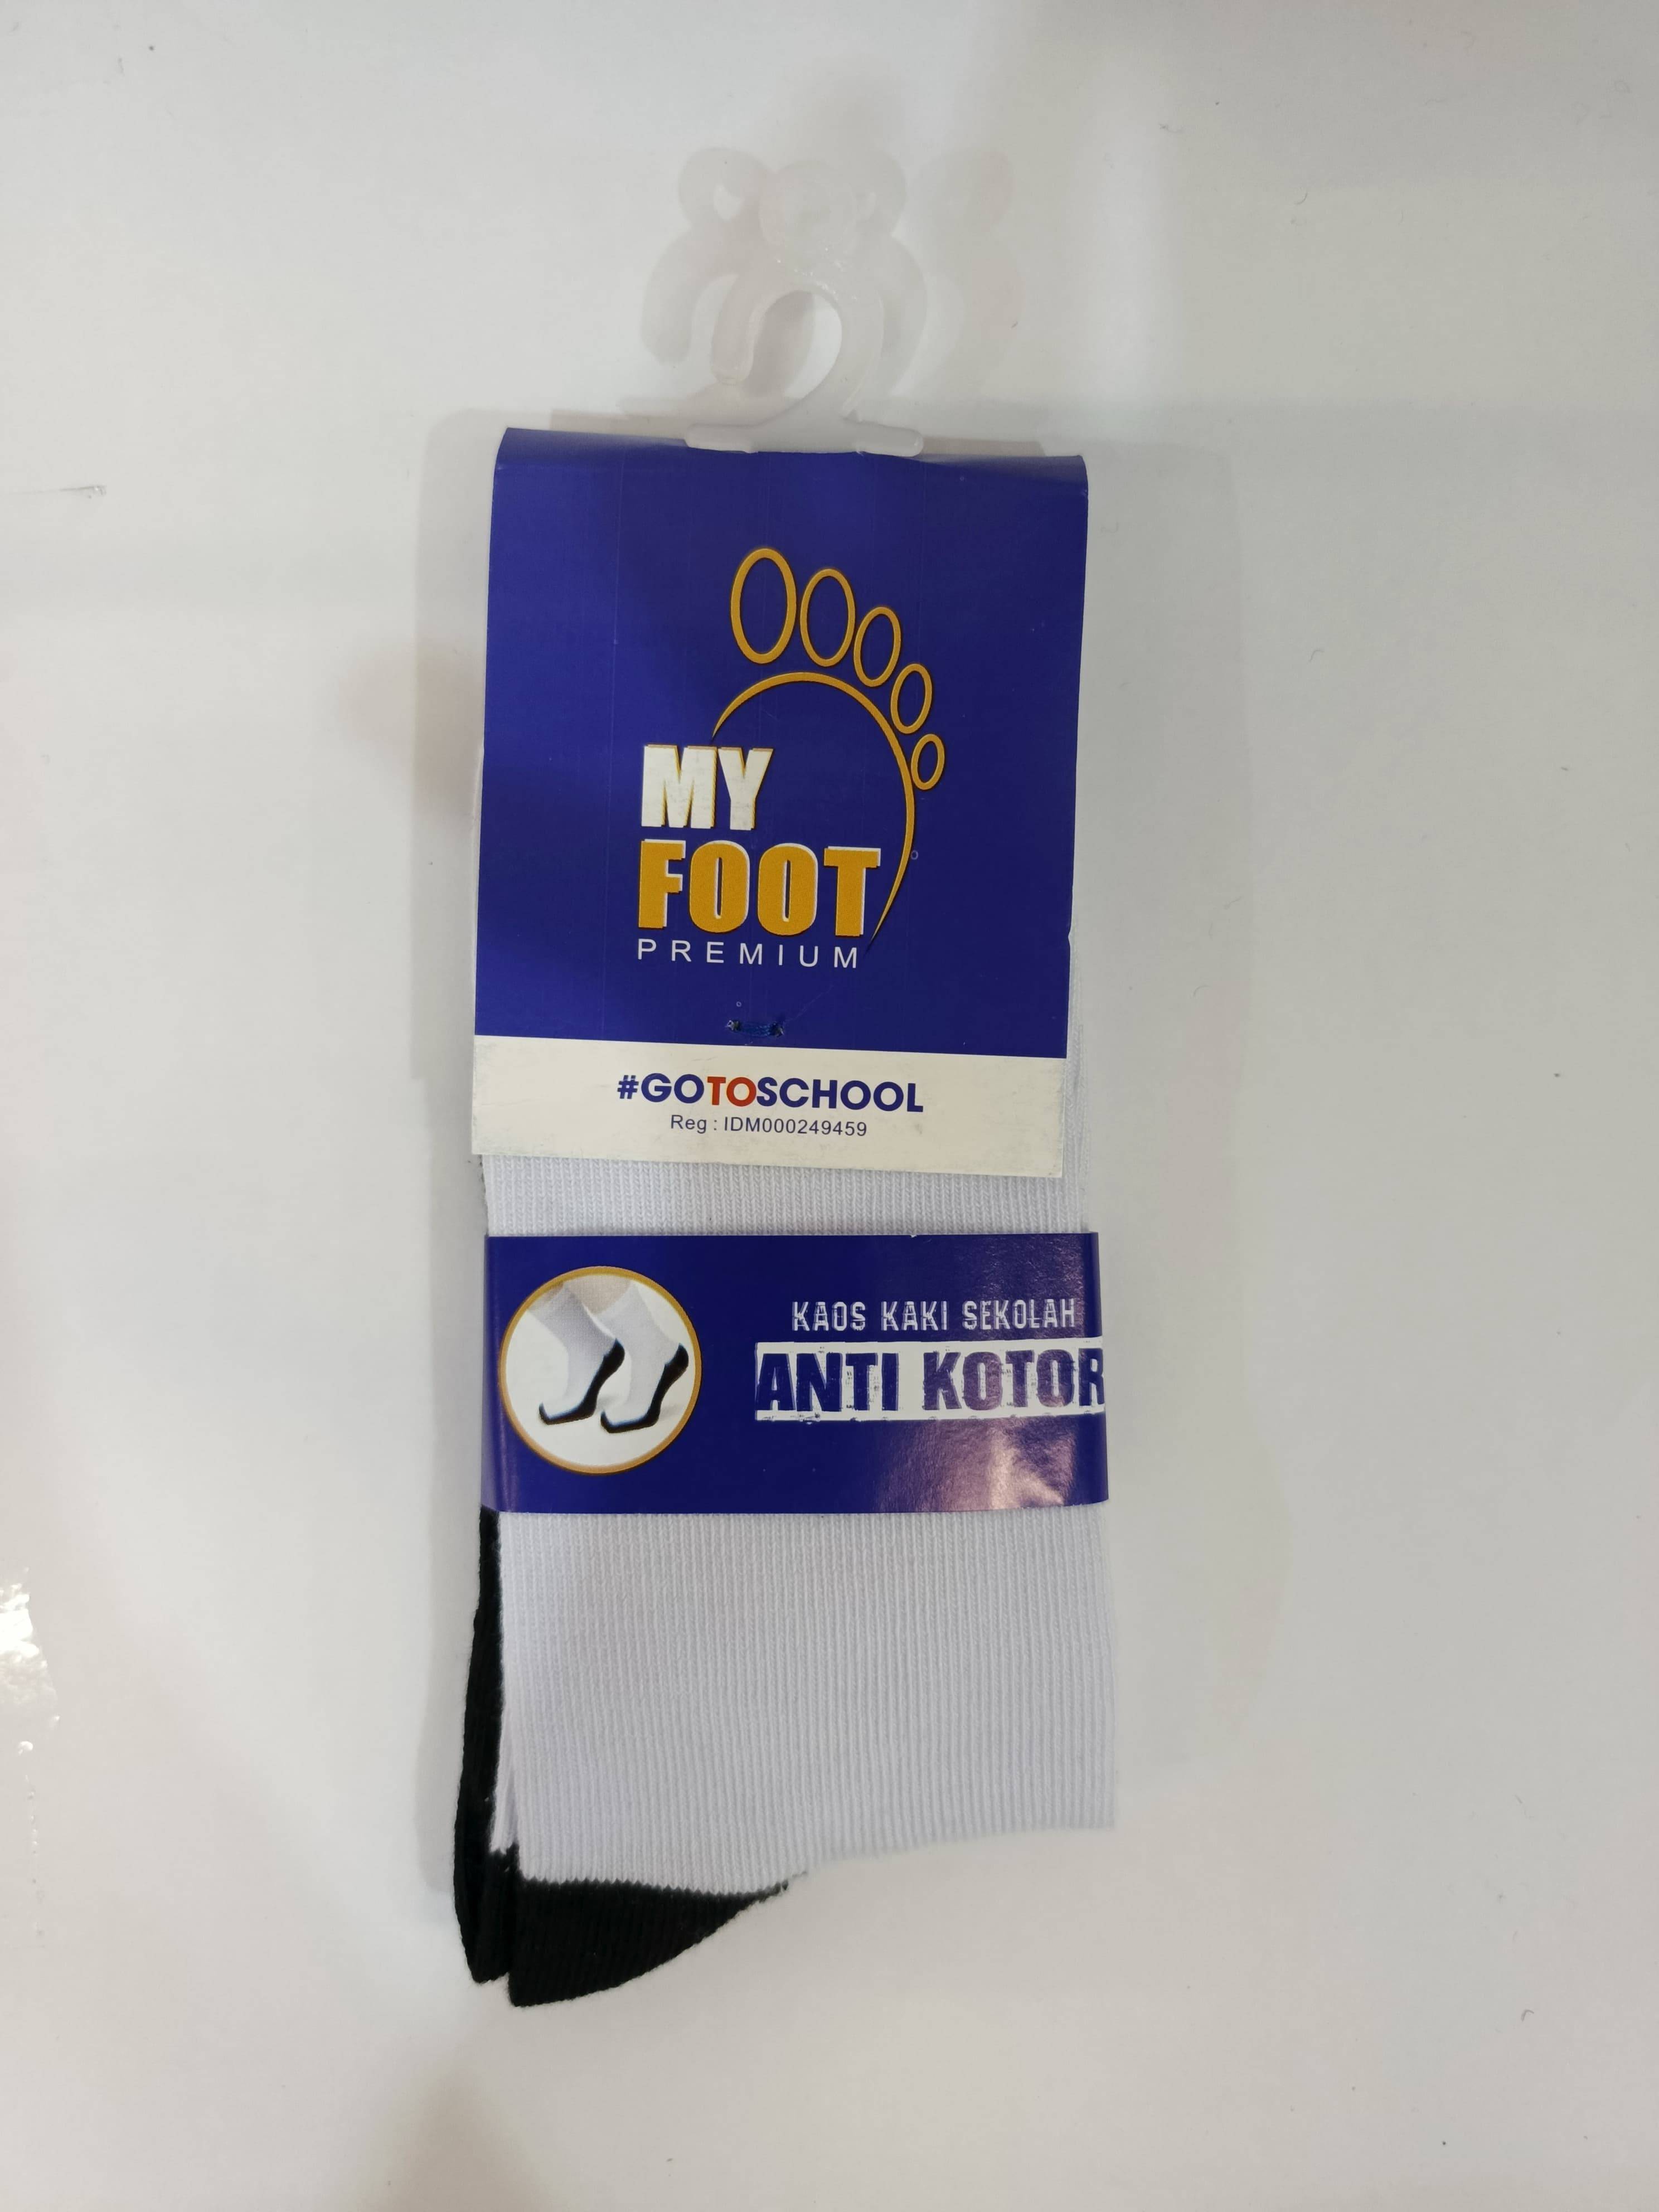 MY
FOOT
PREMIUM
#GOTOSCHOOL
Reg : IDM000249459
KAOS KAKI SEKOLAH
ANTI KOTOR